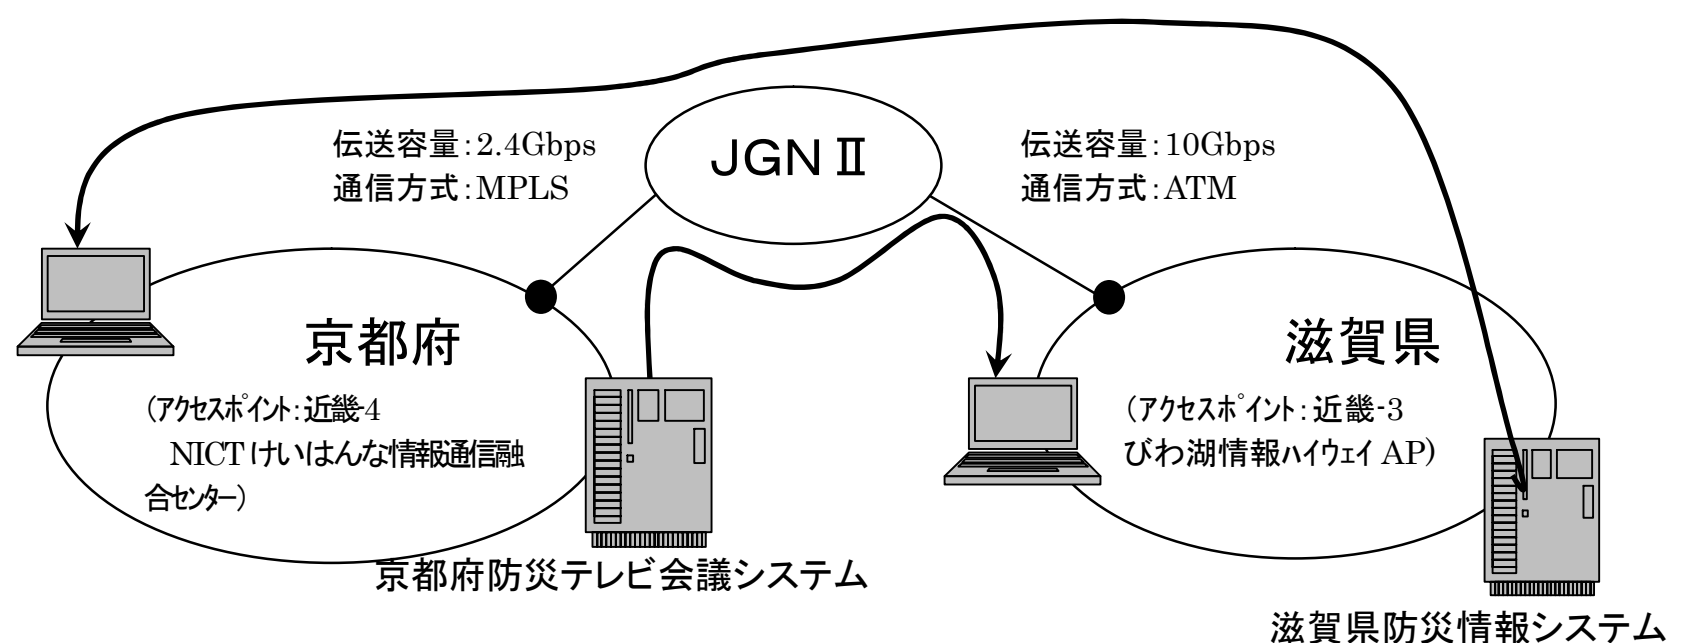 伝送容量：2.4Gbps
通信方式：MPLS
JGNⅡ
伝送容量：10Gbps
通信方式：ATM
京都府
（アクセスポイント：近畿-4
NICTけいはんな情報通信融
合センター）
滋賀県
（アクセスポイント：近畿-3
びわ湖情報ハイウェイAP)
京都府防災テレビ会議システム
滋賀県防災情報システム